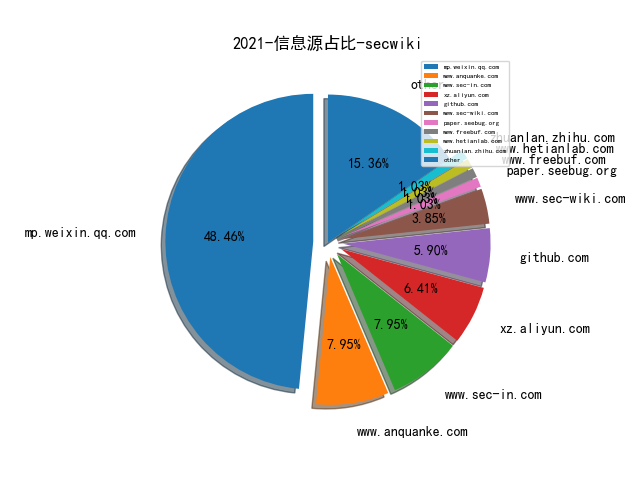 2021-信息源占比-secwiki
mp.weixin.qq.com
www.anquanke.com
www.sec-in.com
xz.aliyun.com
github.com
www.sec-wiki.com
paper.seebug.org
www.freebuf.com
www.hetianlab.com
zhuanlan.zhihu.com
other
zhuanlan.zhihu.com
www.hetianlab.com
www.freebuf.com
paper.seebug.org
www.sec-wiki.com
github.com
xz.aliyun.com
www.sec-in.com
www.anquanke.com
mp.weixin.qq.com
15.36%
1.03%
1.03%
1.03%
1.03%
3.85%
5.90%
6.41%
7.95%
7.95%
48.46%